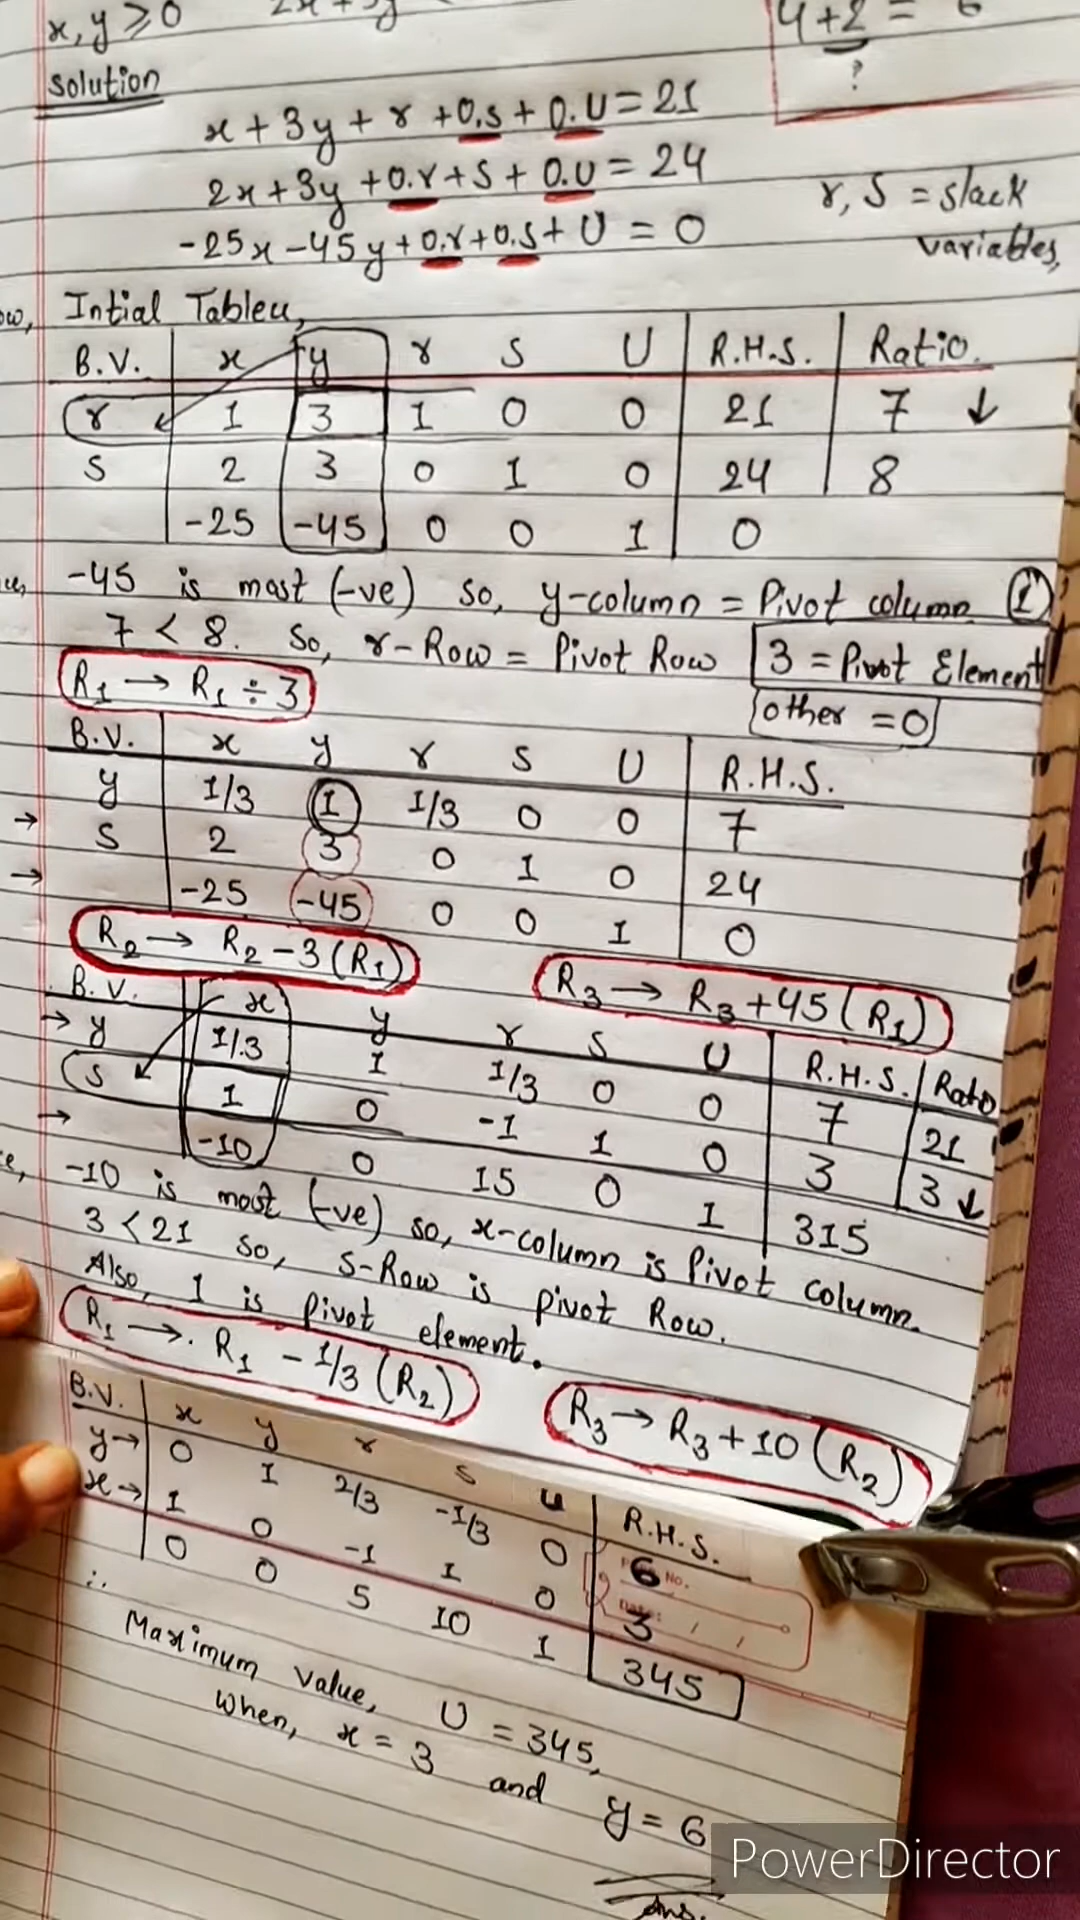 x, y ≥ 0
4+2 = 6
?
Solution
x + 3y + r + 0.s + 0.U = 21
2x + 3y + 0.r + s + 0.U = 24
-25x - 45y + 0.r + 0.s + U = 0
r, s = slack variables,
Intial Tableu,
B.V. x y r s U R.H.S. Ratio.
r 1 3 1 0 0 21 7 ↓
s 2 3 0 1 0 24 8
-25 -45 0 0 1 0
-45 is most (-ve) so, y-column = Pivot column ①
7 < 8. So, r-Row = Pivot Row 3 = Pivot Element
other = 0
R₁ → R₁ ÷ 3
B.V. x y r s U R.H.S.
y 1/3 1 1/3 0 0 7
→ s 2 3 0 1 0 24
→ -25 -45 0 0 1 0
R₂ → R₂ - 3(R₁) R₃ → R₃ + 45(R₁)
B.V. x y r s U R.H.S. Ratio
→ y 1/3 1 1/3 0 0 7 21
s 1 0 -1 1 0 3 3 ↓
→ -10 0 15 0 1 315
-10 is most (-ve) so, x-column is Pivot Column.
3 < 21 so, s-Row is pivot Row.
Also, 1 is pivot element.
R₁ → R₁ - 1/3 (R₂) R₃ → R₃ + 10 (R₂)
B.V. x y r s u R.H.S.
y → 0 1 2/3 -1/3 0 6
x → 1 0 -1 1 0 3
0 0 5 10 1 345
∴ Maximum value, U = 345,
when, x = 3 and y = 6
Ans.
PowerDirector